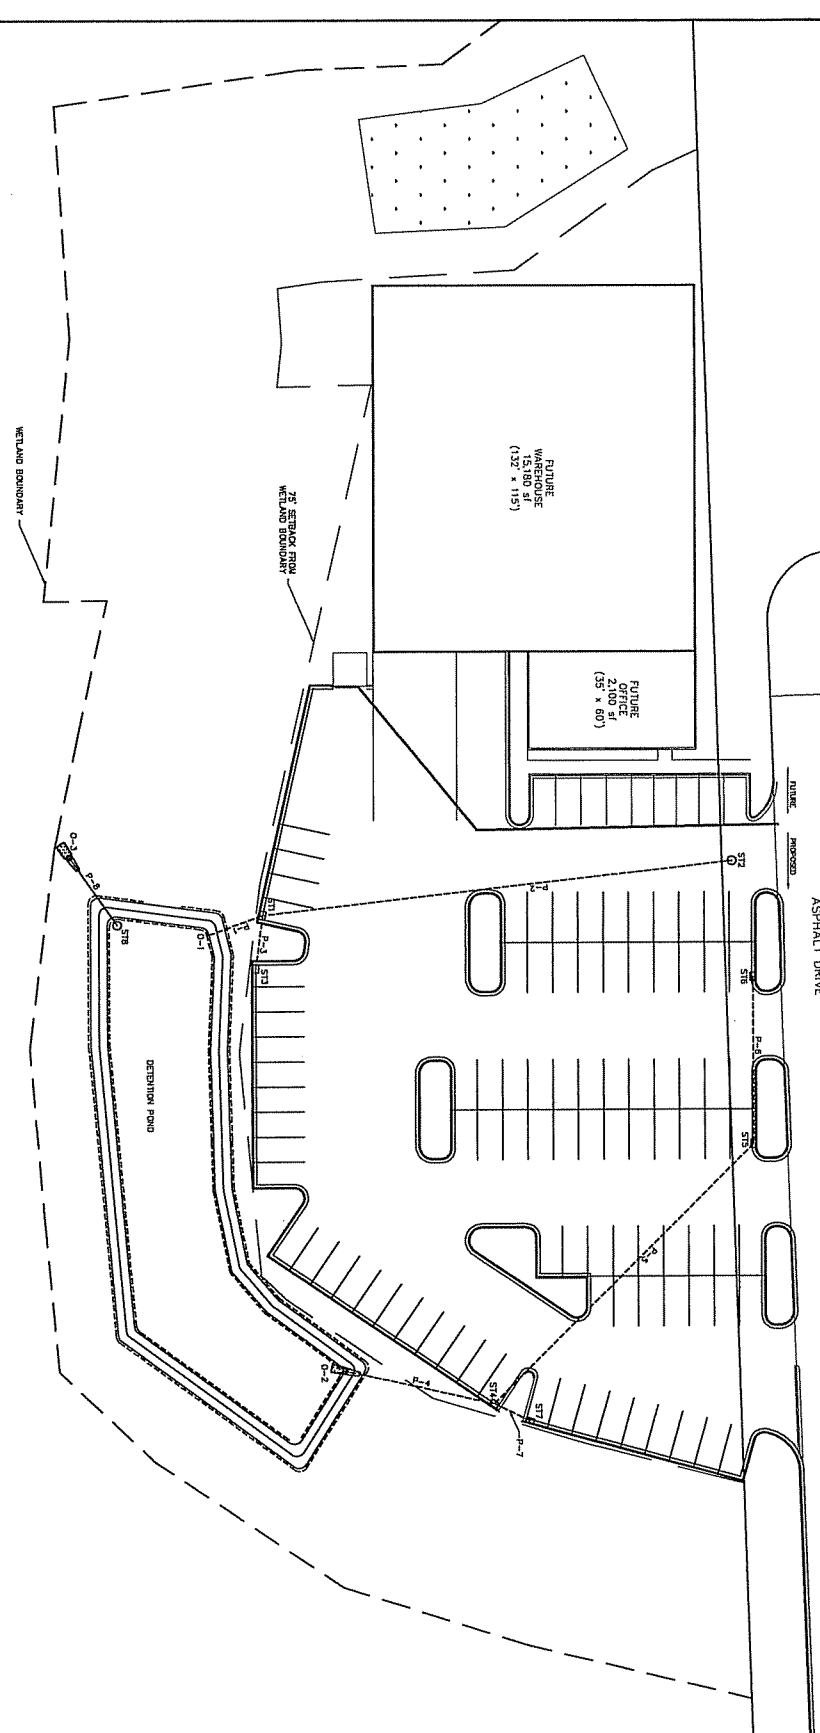 FUTURE
WAREHOUSE
15,180 sf
(132' x 115')
FUTURE
OFFICE
2,100 sf
(35' x 60')
FUTURE
PROPOSED
ASPHALT DRIVE
75' SETBACK FROM
WETLAND BOUNDARY
WETLAND BOUNDARY
ST2
P-2
ST6
P-6
ST5
P-5
ST1
P-1
P-3
ST3
O-1
ST8
P-8
O-3
DETENTION POND
O-2
P-4
ST4
ST7
P-7